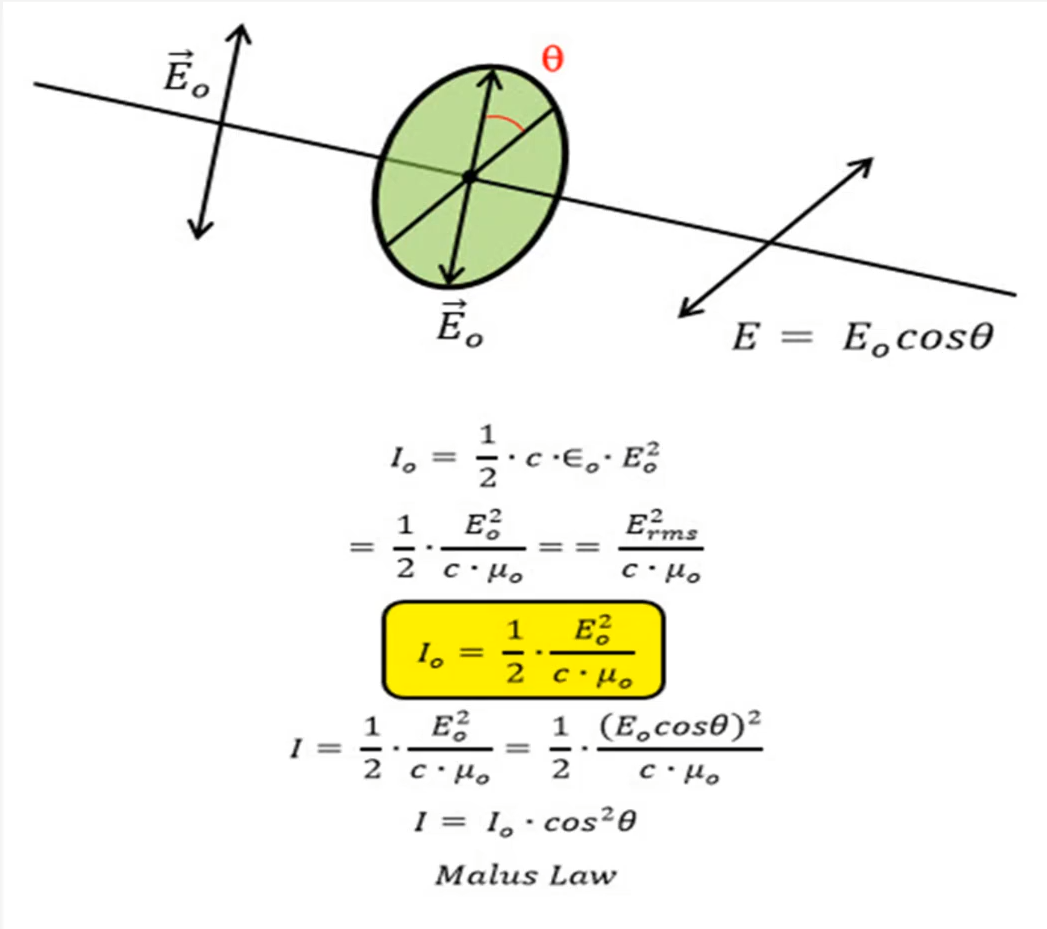 θ
E⃗ₒ
E⃗ₒ
E = Eₒcosθ
Iₒ = 1/2 · c ·∈ₒ· Eₒ²
= 1/2 · Eₒ²/(c · μₒ) = = E²ᵣₘₛ/(c · μₒ)
Iₒ = 1/2 · Eₒ²/(c · μₒ)
I = 1/2 · Eₒ²/(c · μₒ) = 1/2 · (Eₒcosθ)²/(c · μₒ)
I = Iₒ · cos²θ
Malus Law